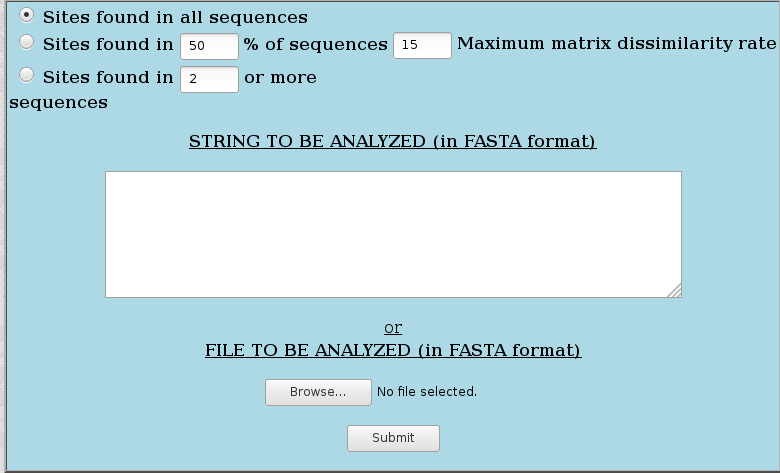 Sites found in all sequences
Sites found in 50 % of sequences 15 Maximum matrix dissimilarity rate
Sites found in 2 or more
sequences
STRING TO BE ANALYZED (in FASTA format)
or
FILE TO BE ANALYZED (in FASTA format)
Browse... No file selected.
Submit